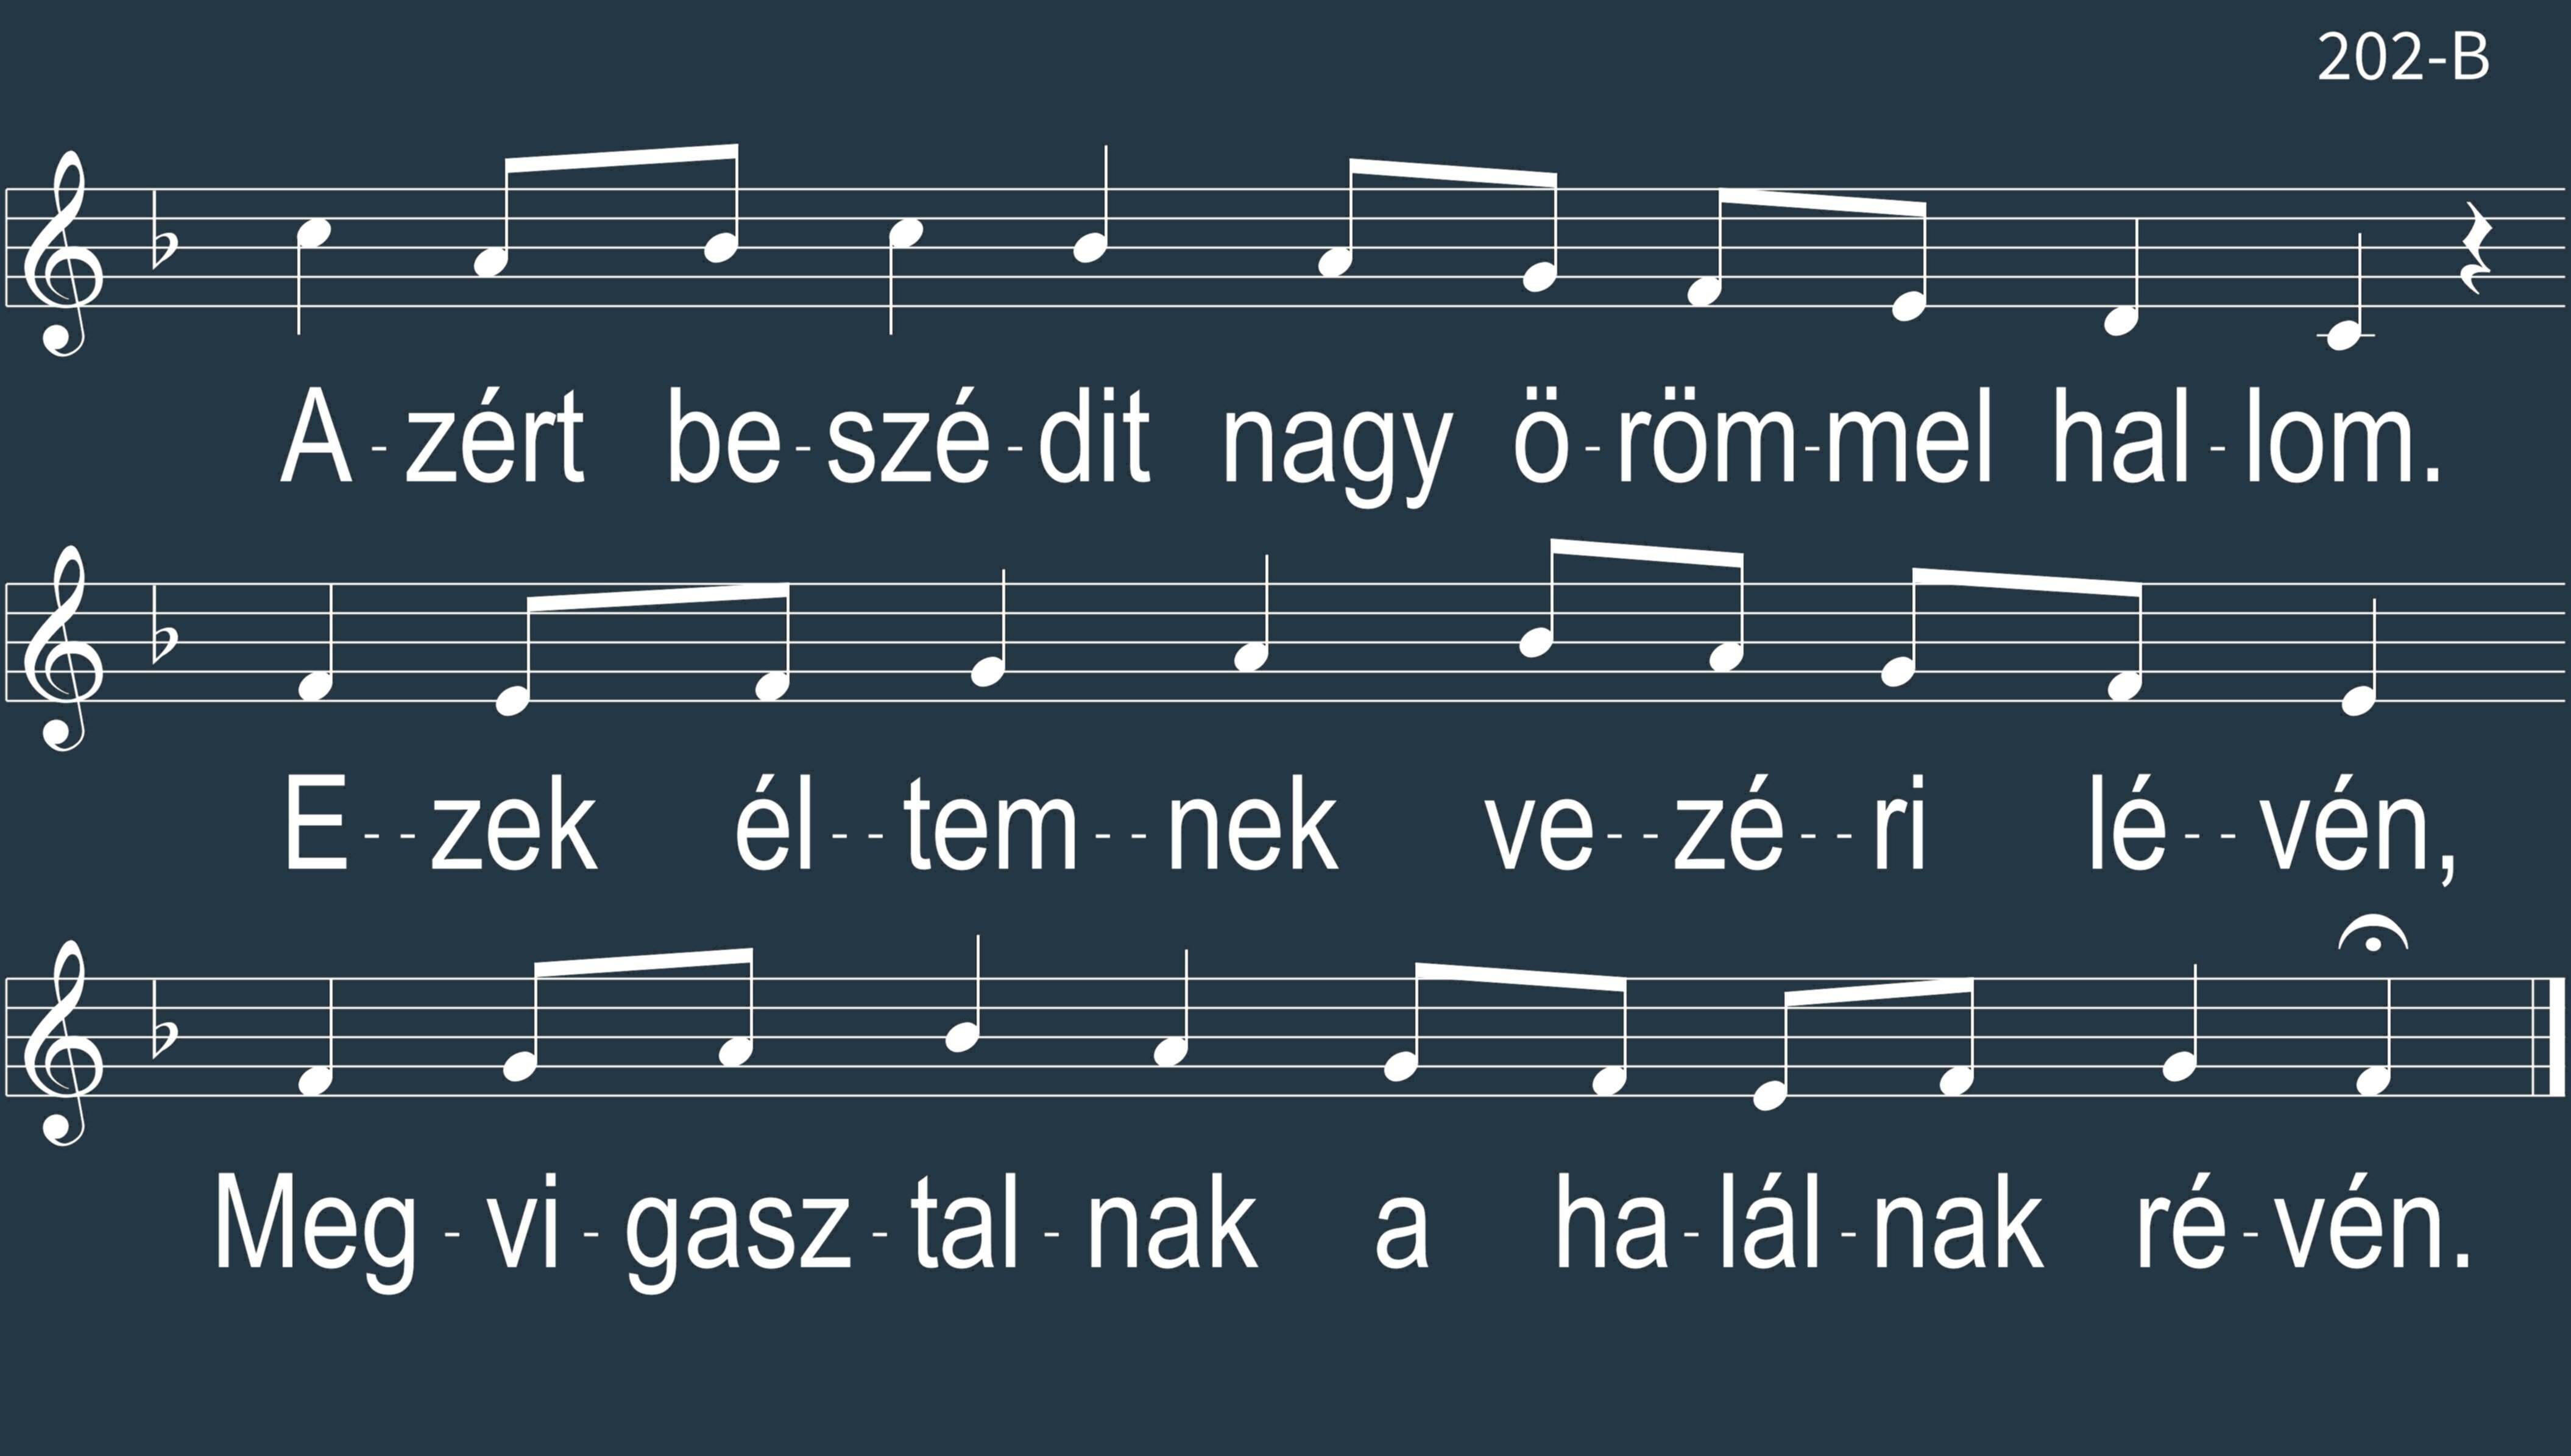 202-B
A-zért be-szé-dit nagy ö-röm-mel hal-lom.
E--zek él--tem--nek ve--zé--ri lé--vén,
Meg-vi-gasz-tal-nak a ha-lál-nak ré-vén.